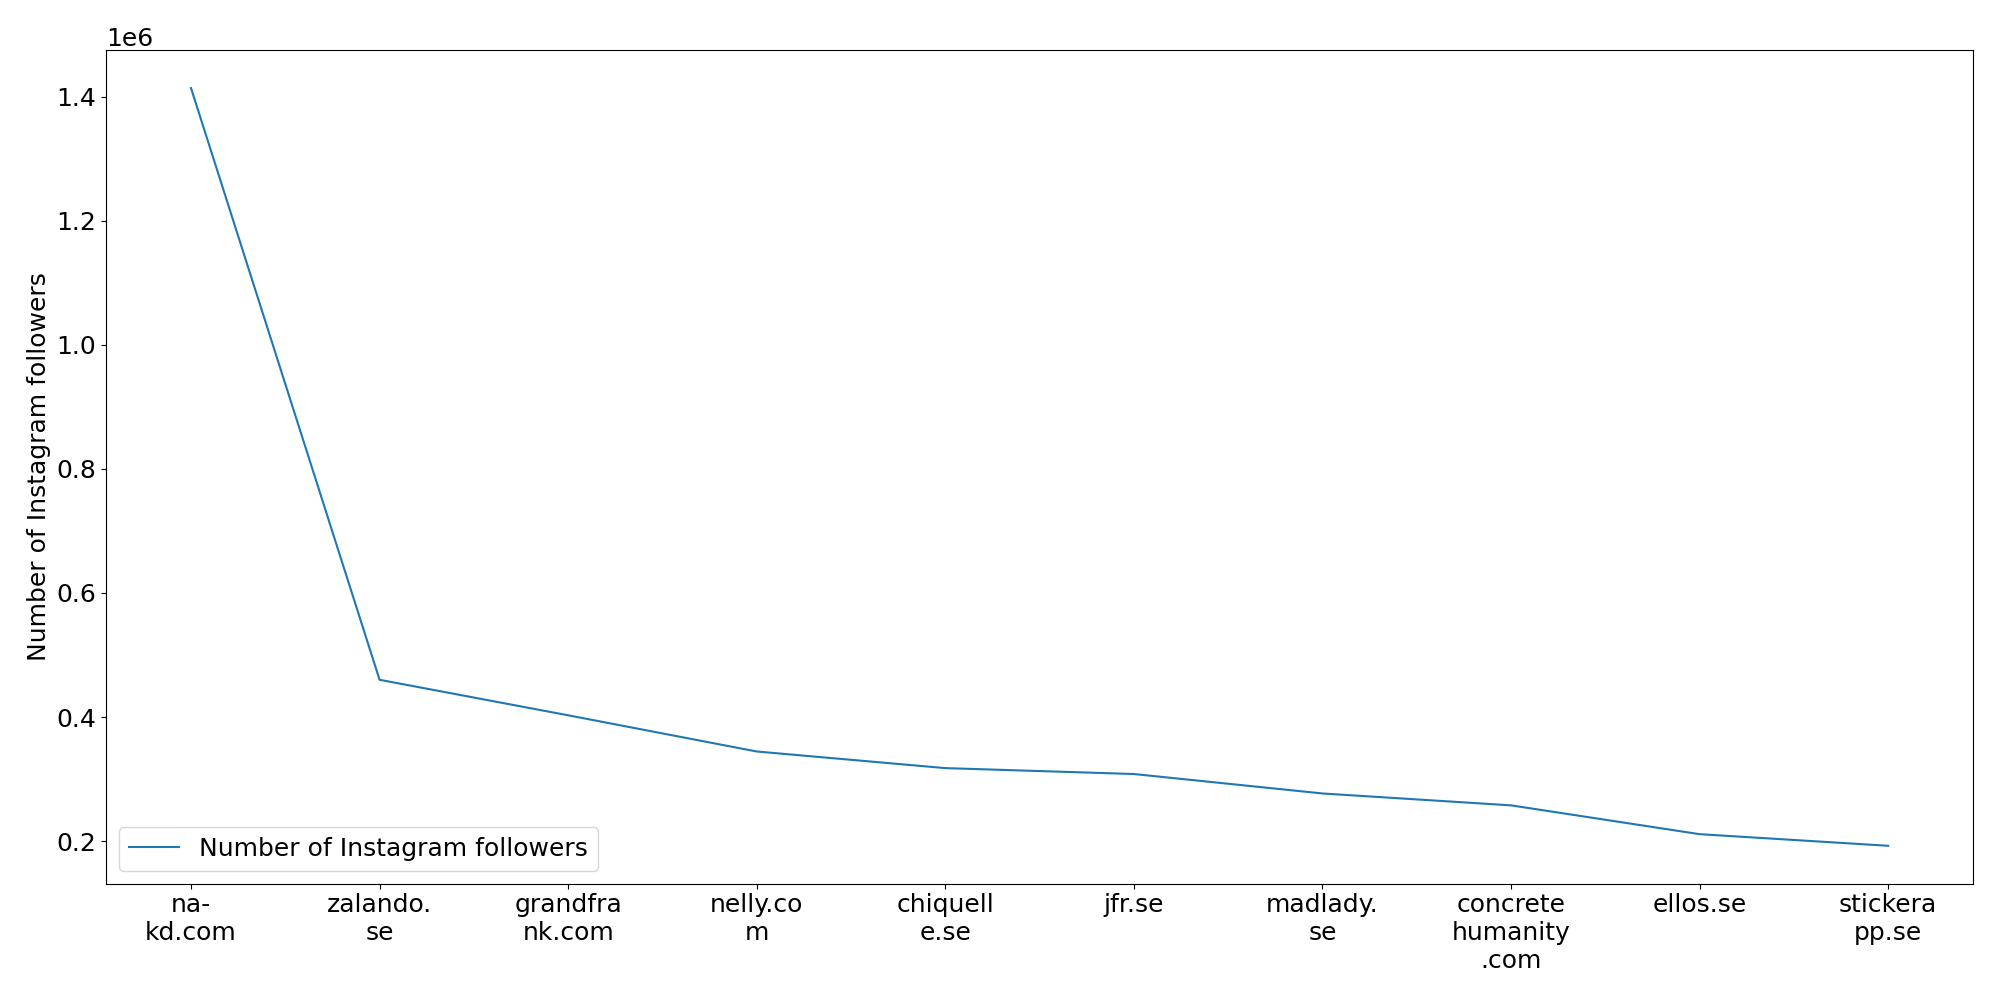 1e6
1.4
1.2
1.0
0.8
0.6
0.4
0.2
Number of Instagram followers
Number of Instagram followers
na-
kd.com
zalando.
se
grandfra
nk.com
nelly.co
m
chiquell
e.se
jfr.se
madlady.
se
concrete
humanity
.com
ellos.se
stickera
pp.se